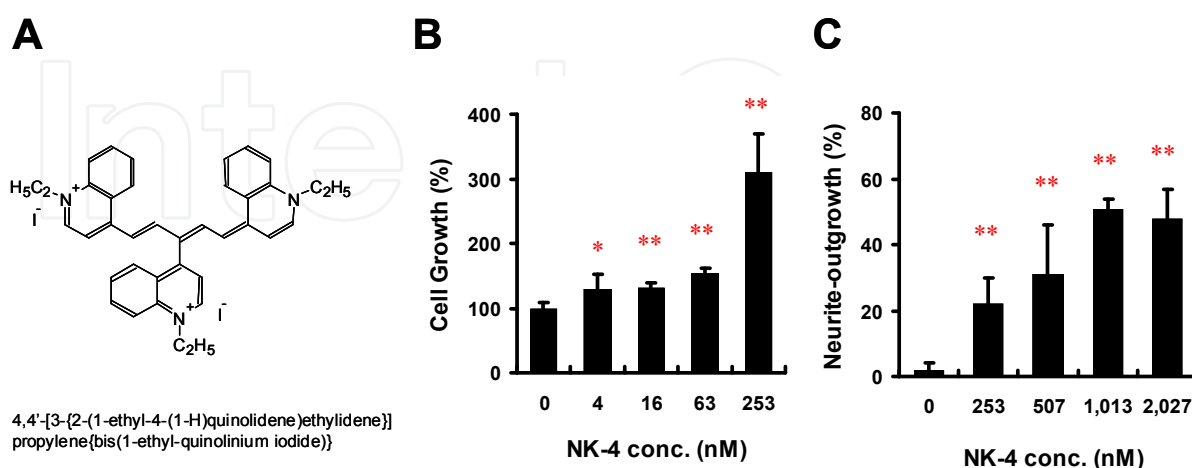 A
Inte
H5C2
N
+
I-
N
C2H5
N
+
I-
C2H5
4,4'-[3-{2-(1-ethyl-4-(1-H)quinolidene)ethylidene}]
propylene{bis(1-ethyl-quinolinium iodide)}
B
Cell Growth (%)
400
300
200
100
0
*
**
**
**
0 4 16 63 253
NK-4 conc. (nM)
C
Neurite-outgrowth (%)
80
60
40
20
0
**
**
**
**
0 253 507 1,013 2,027
NK-4 conc. (nM)